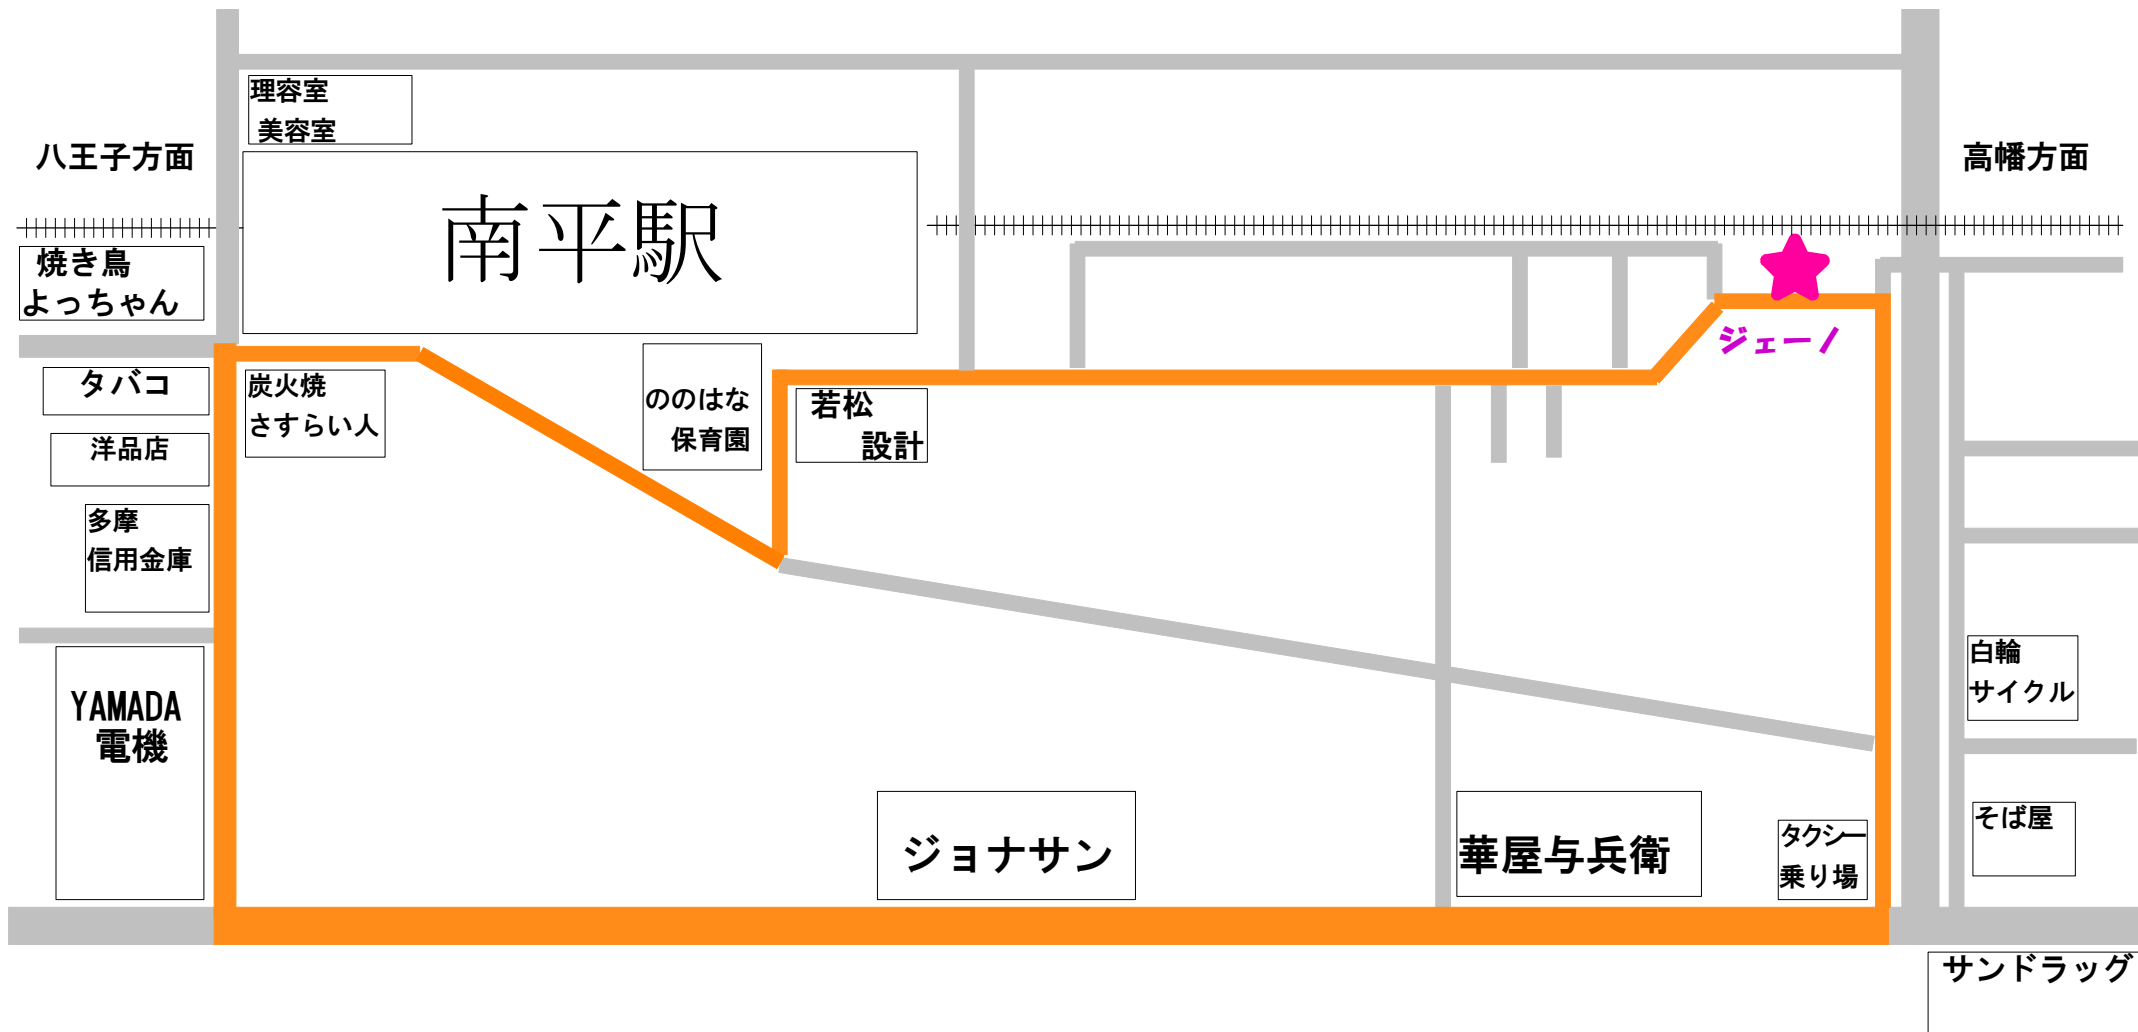 理容室
美容室
八王子方面
高幡方面
南平駅
焼き鳥
よっちゃん
ジェーノ
タバコ
炭火焼
さすらい人
ののはな
保育園
若松
設計
洋品店
多摩
信用金庫
YAMADA
電機
白輪
サイクル
ジョナサン
華屋与兵衛
タクシー
乗り場
そば屋
サンドラッグ